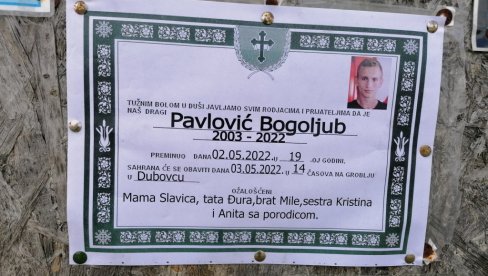 TUŽNIM BOLOM U DUŠI JAVLJAMO SVIM RODJACIMA I PRIJATELJIMA DA JE
NAŠ DRAGI
Pavlović Bogoljub
2003 - 2022
PREMINUO DANA 02.05.2022. U 19 .OJ GODINI.
SAHRANA ĆE SE OBAVITI DANA 03.05.2022. U 14 ČASOVA NA GROBLJU
U Dubovcu
OŽALOŠĆENI
Mama Slavica, tata Đura,brat Mile,sestra Kristina
i Anita sa porodicom.